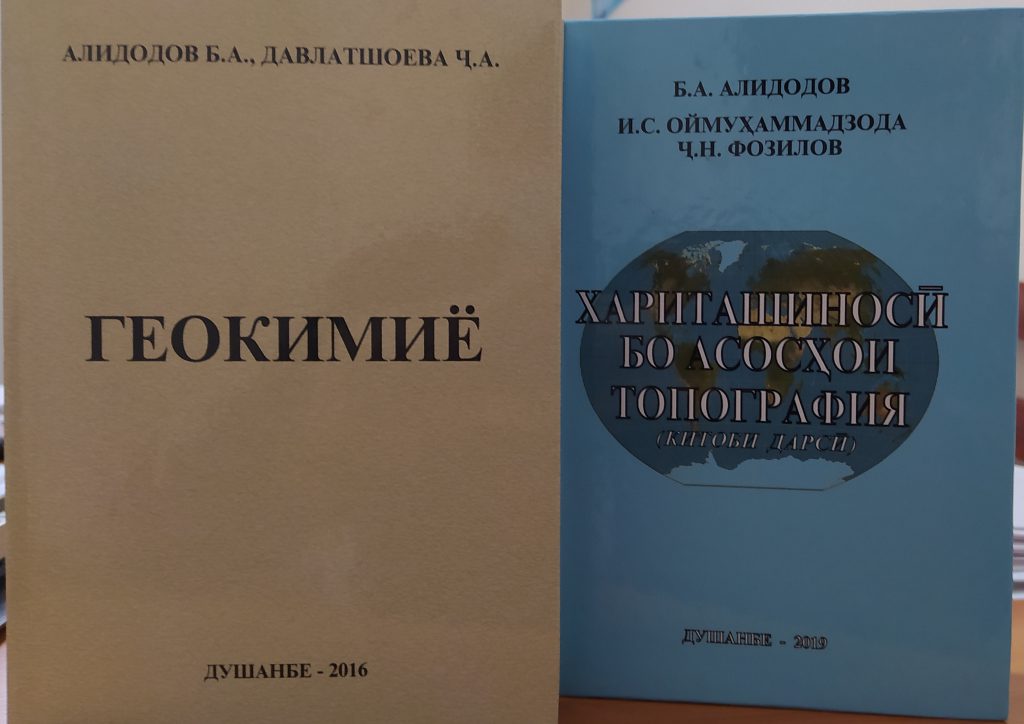 АЛИДОДОВ Б.А., ДАВЛАТШОЕВА Ҷ.А.
ГЕОКИМИЁ
ДУШАНБЕ - 2016
Б.А. АЛИДОДОВ
И.С. ОЙМУҲАММАДЗОДА
Ҷ.Н. ФОЗИЛОВ
ХАРИТАШИНОСӢ
БО АСОСҲОИ
ТОПОГРАФИЯ
(КИТОБИ ДАРСӢ)
ДУШАНБЕ - 2019